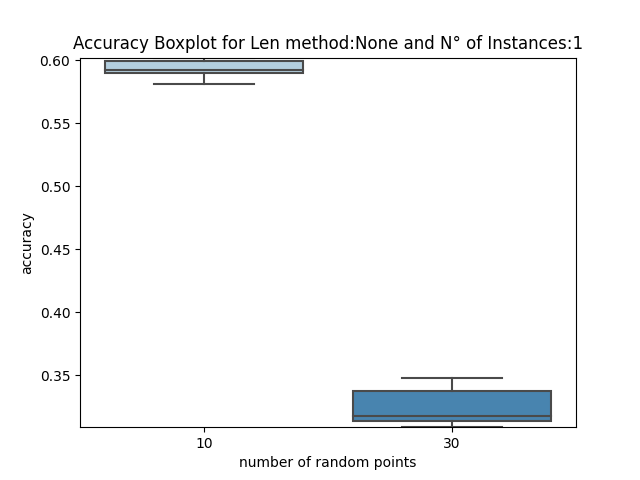 Accuracy Boxplot for Len method:None and N° of Instances:1
0.60
0.55
0.50
0.45
0.40
0.35
accuracy
10
30
number of random points